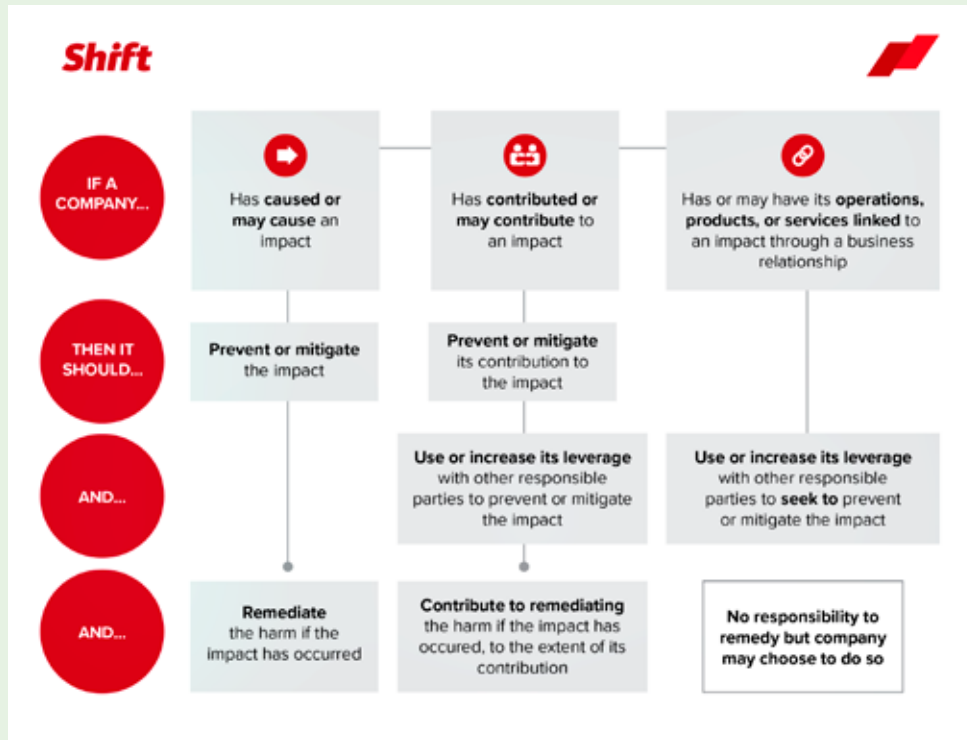 Shift
IF A
COMPANY...
Has caused or
may cause an
impact
Has contributed or
may contribute to
an impact
Has or may have its operations,
products, or services linked to
an impact through a business
relationship
THEN IT
SHOULD...
Prevent or mitigate
the impact
Prevent or mitigate
its contribution to
the impact
AND...
Use or increase its leverage
with other responsible
parties to prevent or mitigate
the impact
Use or increase its leverage
with other responsible
parties to seek to prevent
or mitigate the impact
AND...
Remediate
the harm if the
impact has occurred
Contribute to remediating
the harm if the impact has
occured, to the extent of its
contribution
No responsibility to
remedy but company
may choose to do so